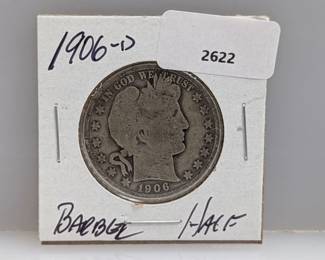 1906-D
2622
IN GOD WE TRUST
1906
BARBER HALF